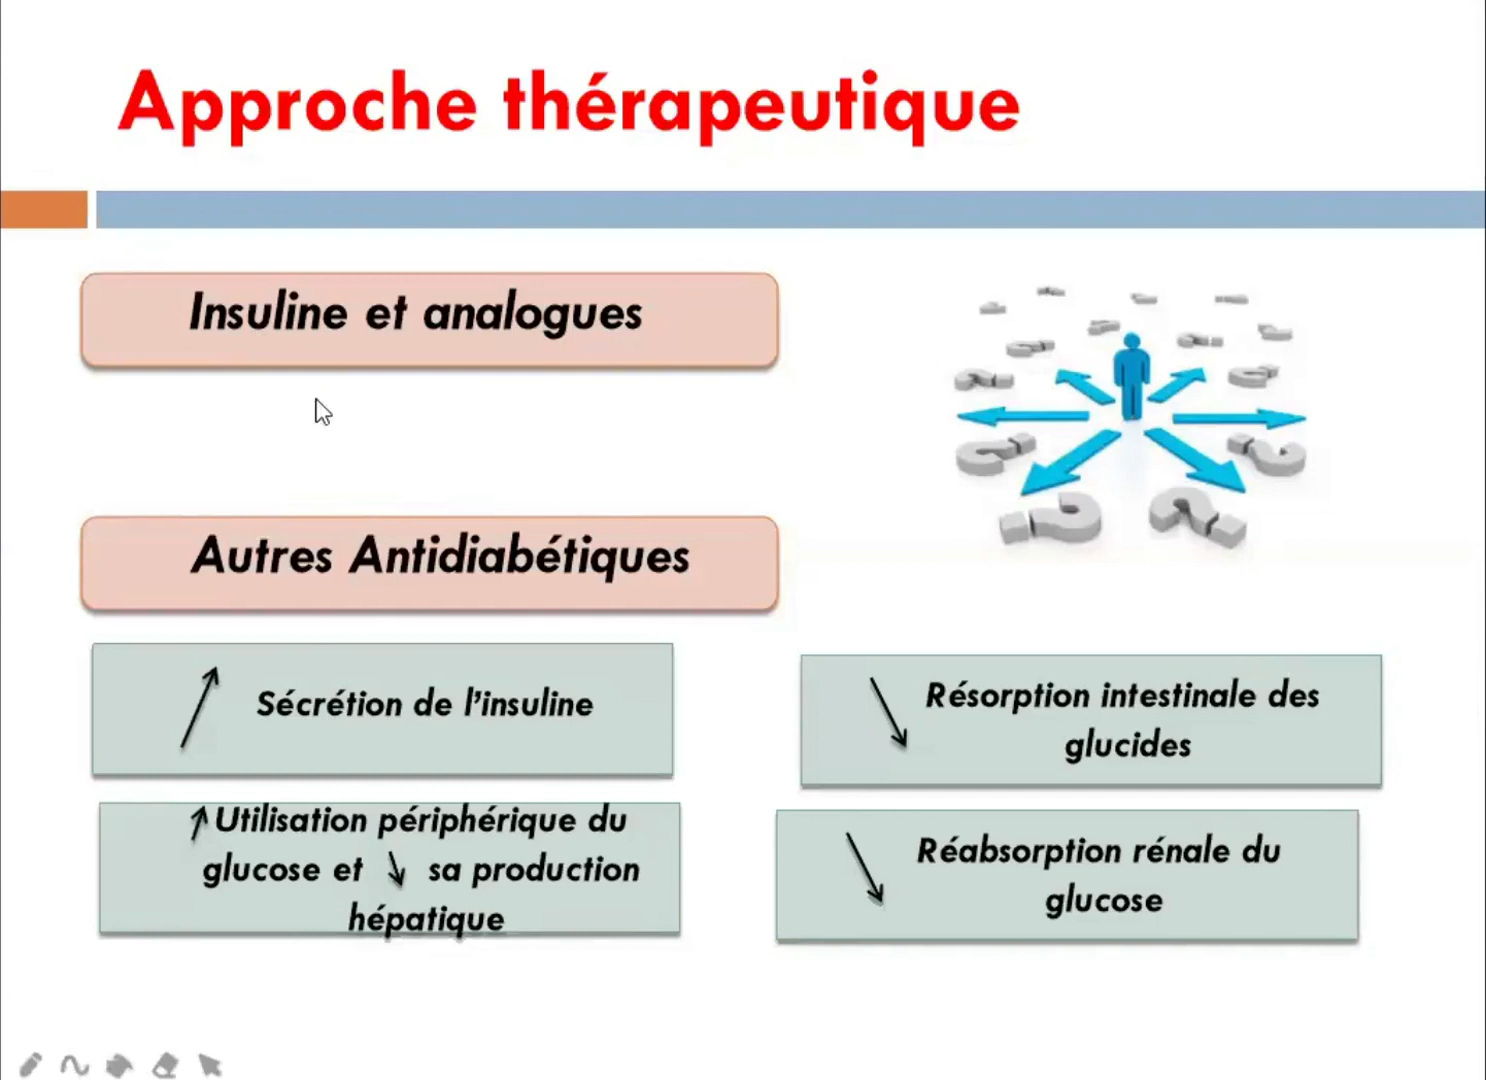 Approche thérapeutique
Insuline et analogues
Autres Antidiabétiques
Sécrétion de l'insuline
Utilisation périphérique du
glucose et sa production
hépatique
Résorption intestinale des
glucides
Réabsorption rénale du
glucose